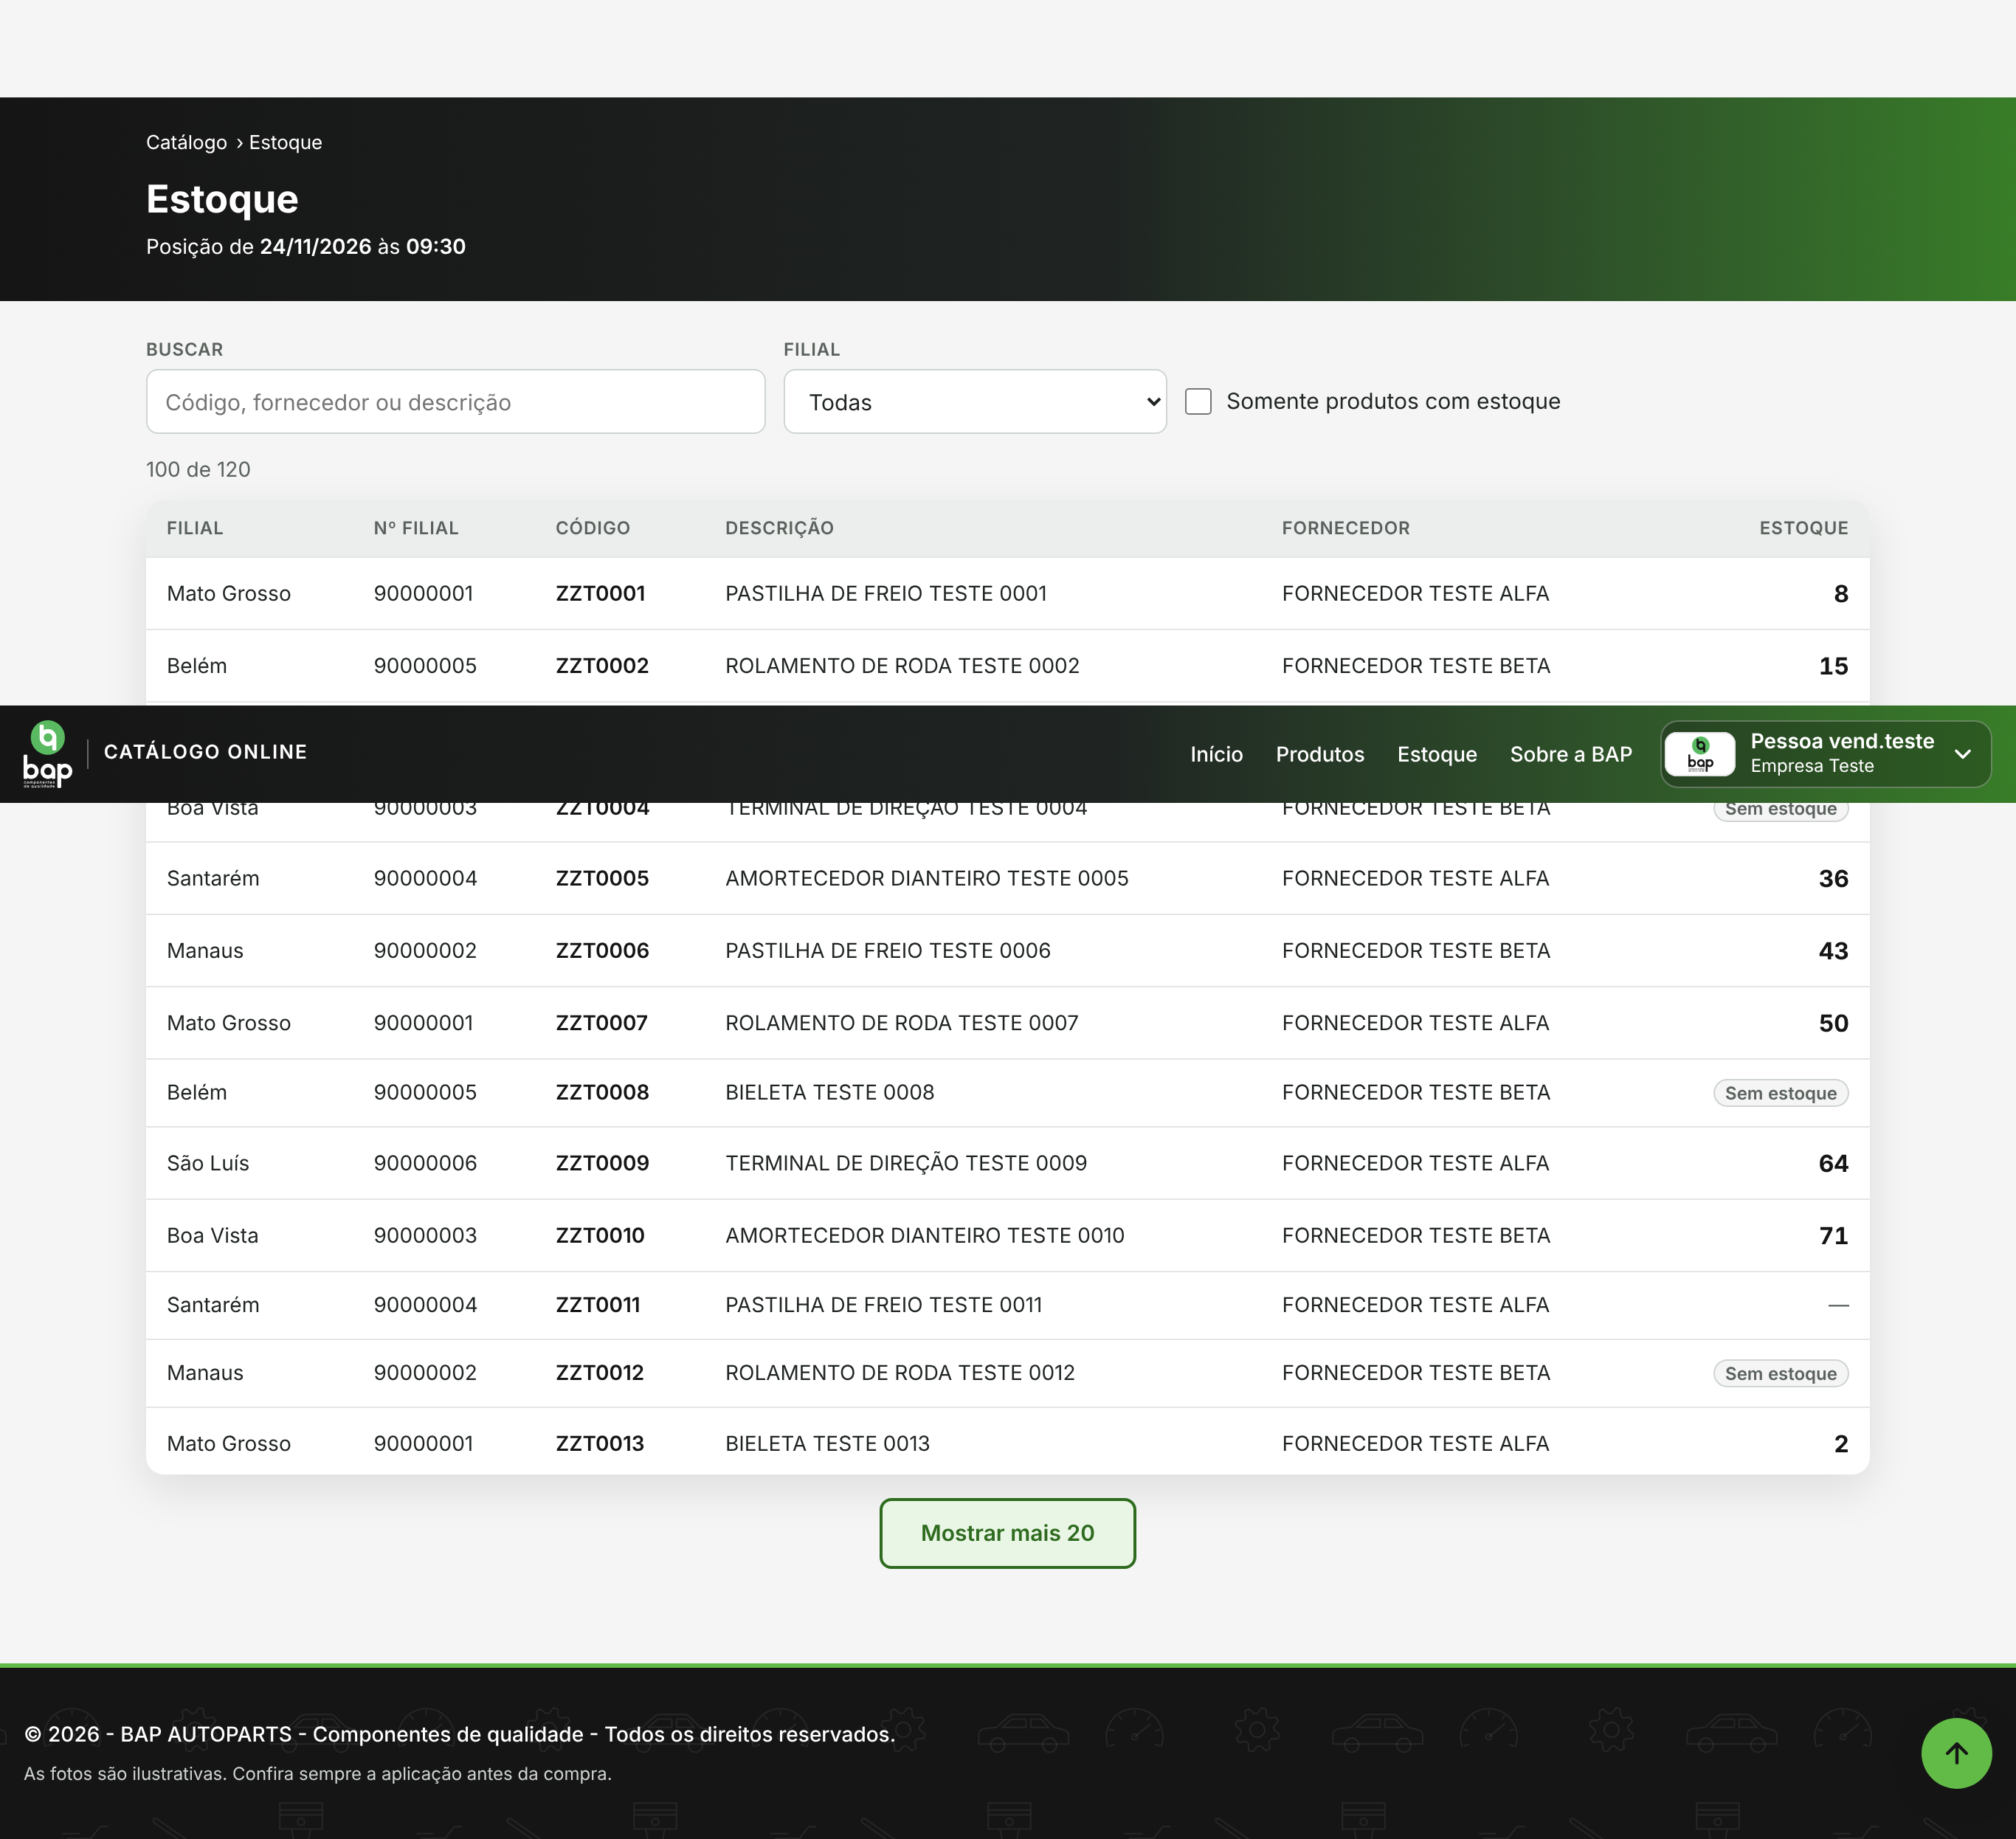 Catálogo › Estoque
Estoque
Posição de 24/11/2026 às 09:30
BUSCAR FILIAL
Código, fornecedor ou descrição Todas Somente produtos com estoque
100 de 120
FILIAL Nº FILIAL CÓDIGO DESCRIÇÃO FORNECEDOR ESTOQUE
Mato Grosso 90000001 ZZT0001 PASTILHA DE FREIO TESTE 0001 FORNECEDOR TESTE ALFA 8
Belém 90000005 ZZT0002 ROLAMENTO DE RODA TESTE 0002 FORNECEDOR TESTE BETA 15
bap CATÁLOGO ONLINE Início Produtos Estoque Sobre a BAP bap Pessoa vend.teste
Empresa Teste
Boa Vista 90000003 ZZT0004 TERMINAL DE DIREÇÃO TESTE 0004 FORNECEDOR TESTE BETA Sem estoque
Santarém 90000004 ZZT0005 AMORTECEDOR DIANTEIRO TESTE 0005 FORNECEDOR TESTE ALFA 36
Manaus 90000002 ZZT0006 PASTILHA DE FREIO TESTE 0006 FORNECEDOR TESTE BETA 43
Mato Grosso 90000001 ZZT0007 ROLAMENTO DE RODA TESTE 0007 FORNECEDOR TESTE ALFA 50
Belém 90000005 ZZT0008 BIELETA TESTE 0008 FORNECEDOR TESTE BETA Sem estoque
São Luís 90000006 ZZT0009 TERMINAL DE DIREÇÃO TESTE 0009 FORNECEDOR TESTE ALFA 64
Boa Vista 90000003 ZZT0010 AMORTECEDOR DIANTEIRO TESTE 0010 FORNECEDOR TESTE BETA 71
Santarém 90000004 ZZT0011 PASTILHA DE FREIO TESTE 0011 FORNECEDOR TESTE ALFA —
Manaus 90000002 ZZT0012 ROLAMENTO DE RODA TESTE 0012 FORNECEDOR TESTE BETA Sem estoque
Mato Grosso 90000001 ZZT0013 BIELETA TESTE 0013 FORNECEDOR TESTE ALFA 2
Mostrar mais 20
© 2026 - BAP AUTOPARTS - Componentes de qualidade - Todos os direitos reservados.
As fotos são ilustrativas. Confira sempre a aplicação antes da compra.